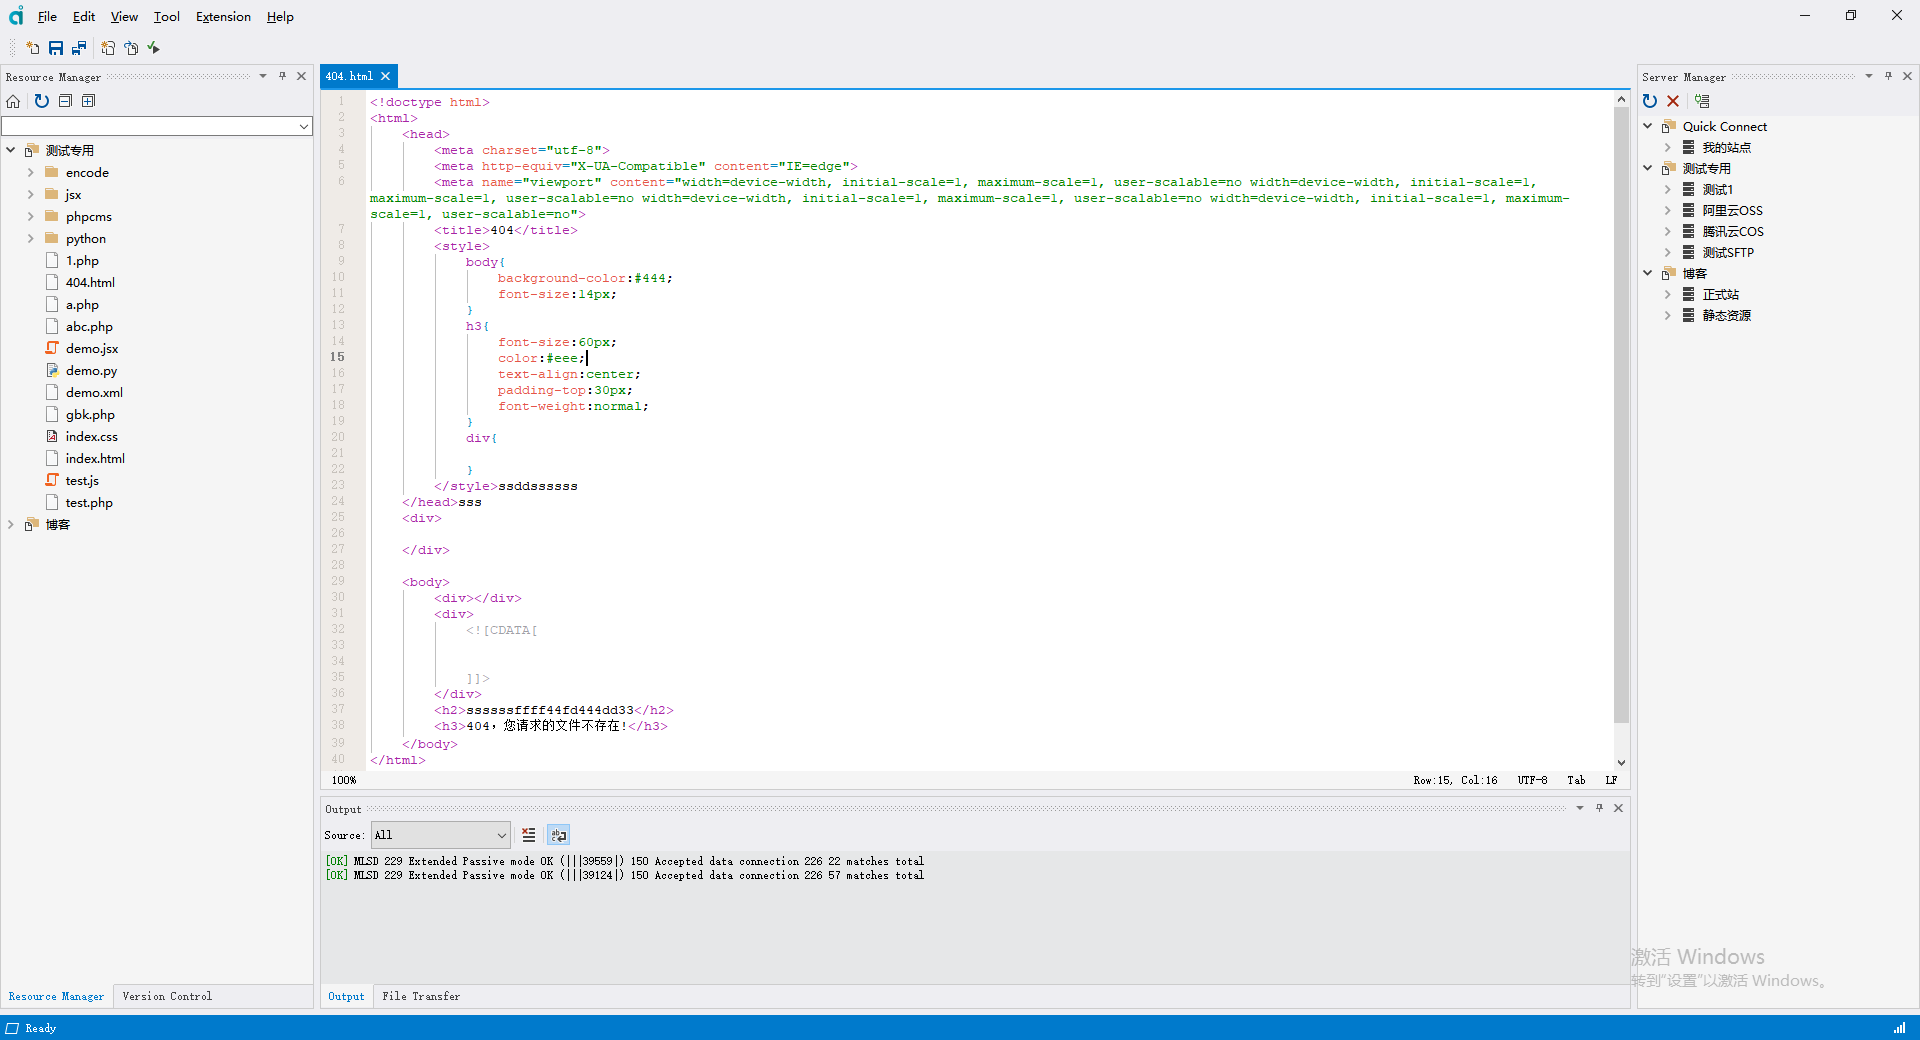 File Edit View Tool Extension Help
Resource Manager
测试专用
encode
jsx
phpcms
python
1.php
404.html
a.php
abc.php
demo.jsx
demo.py
demo.xml
gbk.php
index.css
index.html
test.js
test.php
博客
Resource Manager Version Control
404.html
1 <!doctype html>
2 <html>
3 <head>
4 <meta charset="utf-8">
5 <meta http-equiv="X-UA-Compatible" content="IE=edge">
6 <meta name="viewport" content="width=device-width, initial-scale=1, maximum-scale=1, user-scalable=no width=device-width, initial-scale=1,
maximum-scale=1, user-scalable=no width=device-width, initial-scale=1, maximum-scale=1, user-scalable=no width=device-width, initial-scale=1, maximum-
scale=1, user-scalable=no">
7 <title>404</title>
8 <style>
9 body{
10 background-color:#444;
11 font-size:14px;
12 }
13 h3{
14 font-size:60px;
15 color:#eee;
16 text-align:center;
17 padding-top:30px;
18 font-weight:normal;
19 }
20 div{
21
22 }
23 </style>ssddssssss
24 </head>sss
25 <div>
26
27 </div>
28
29 <body>
30 <div></div>
31 <div>
32 <![CDATA[
33
34
35 ]]>
36 </div>
37 <h2>ssssssffff44fd444dd33</h2>
38 <h3>404，您请求的文件不存在!</h3>
39 </body>
40 </html>
100% Row:15, Col:16 UTF-8 Tab LF
Output
Source: All
[OK] MLSD 229 Extended Passive mode OK (|||39559|) 150 Accepted data connection 226 22 matches total
[OK] MLSD 229 Extended Passive mode OK (|||39124|) 150 Accepted data connection 226 57 matches total
Output File Transfer
Server Manager
Quick Connect
我的站点
测试专用
测试1
阿里云OSS
腾讯云COS
测试SFTP
博客
正式站
静态资源
激活 Windows
转到"设置"以激活 Windows。
Ready